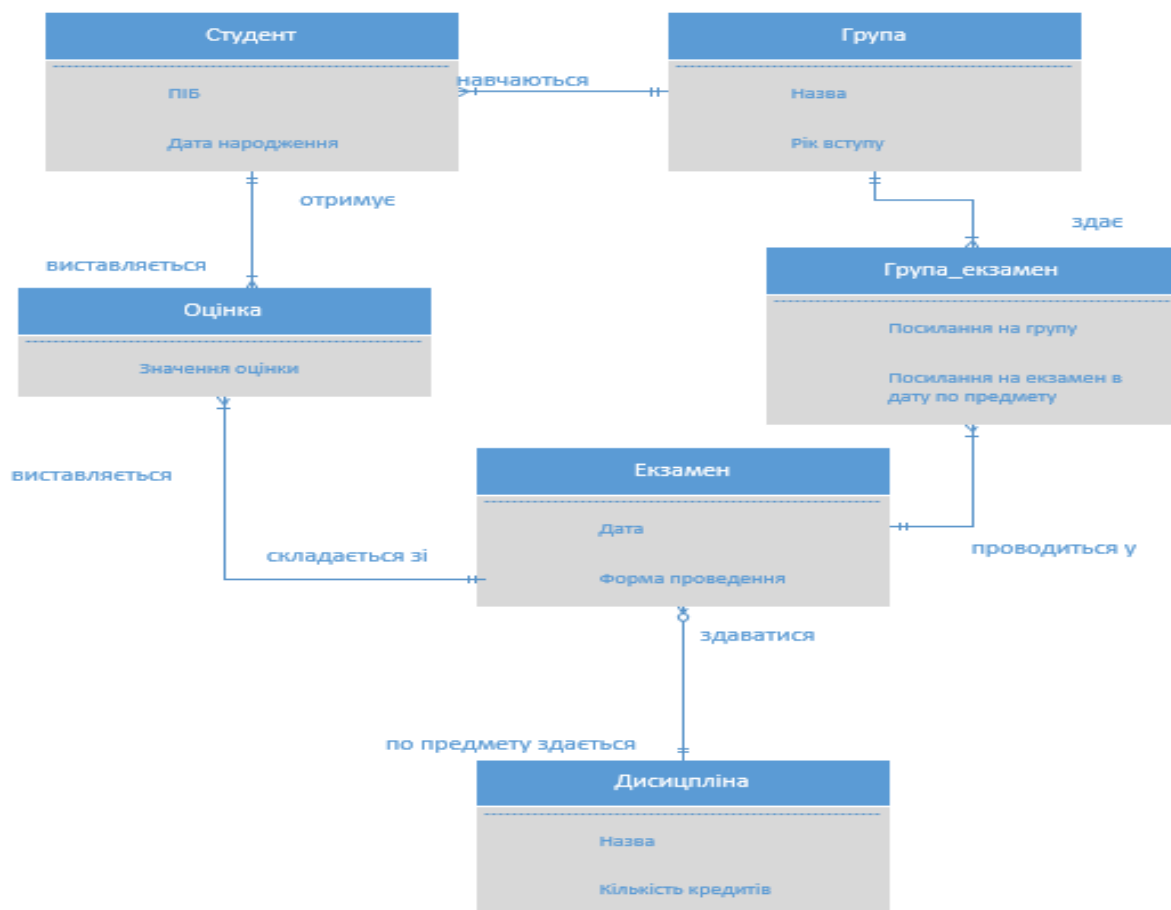 Студент
ПІБ
Дата народження
навчаються
Група
Назва
Рік вступу
отримує
здає
виставляється
Оцінка
Значення оцінки
Група_екзамен
Посилання на групу
Посилання на екзамен в
дату по предмету
виставляється
складається зі
Екзамен
Дата
Форма проведення
проводиться у
здаватися
по предмету здається
Дисицпліна
Назва
Кількість кредитів